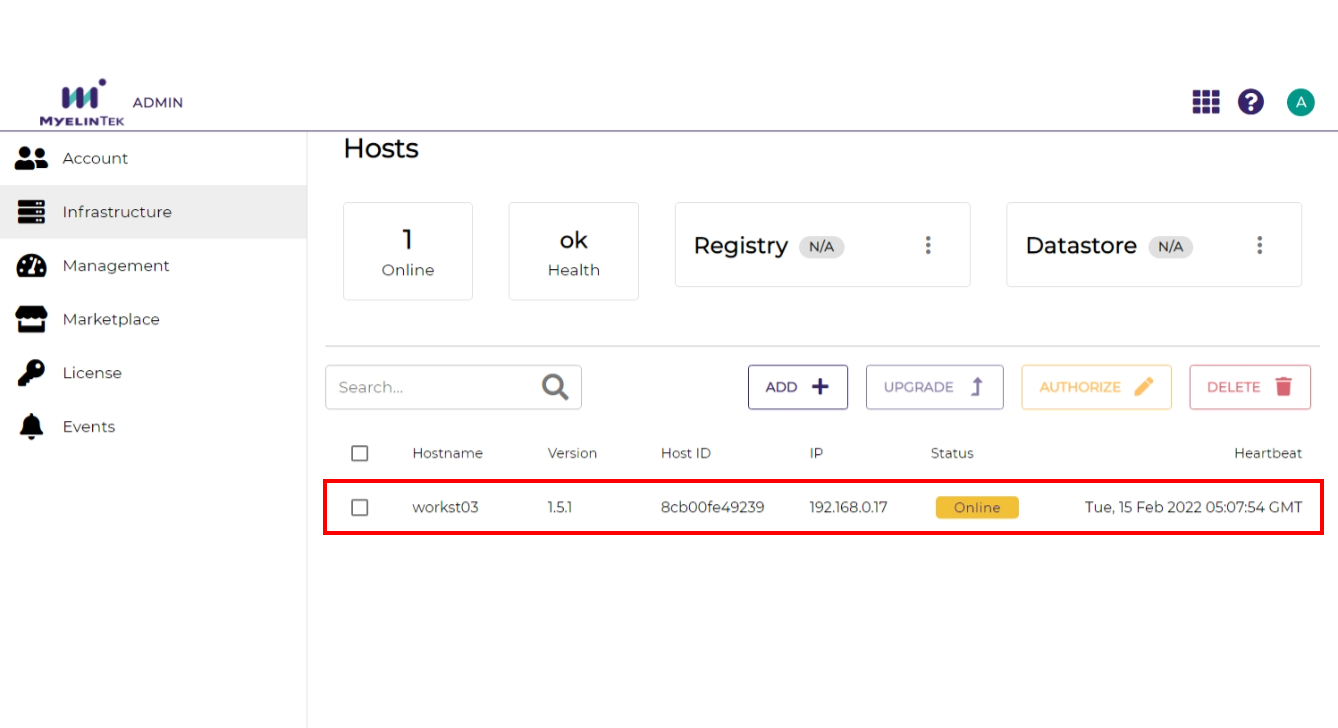 MYELINTEK
ADMIN
A
Account
Infrastructure
Management
Marketplace
License
Events
Hosts
1
Online
ok
Health
Registry N/A
Datastore N/A
Search...
ADD
UPGRADE
AUTHORIZE
DELETE
Hostname Version Host ID IP Status Heartbeat
workst03 1.5.1 8cb00fe49239 192.168.0.17 Online Tue, 15 Feb 2022 05:07:54 GMT